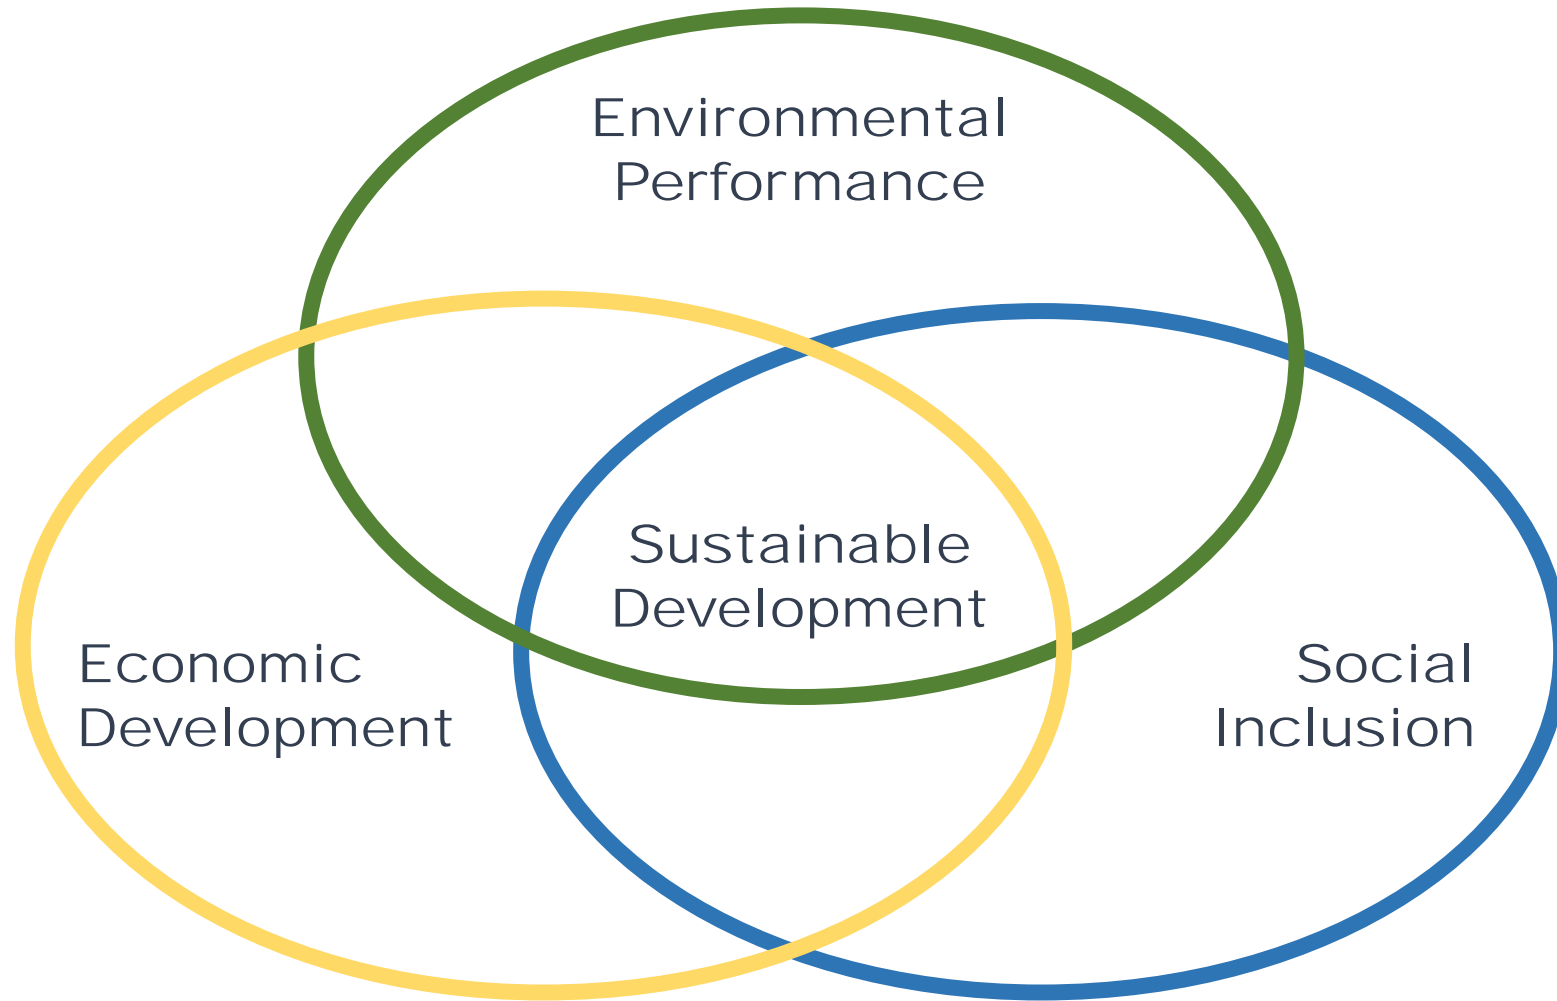 Environmental
Performance
Sustainable
Development
Economic
Development
Social
Inclusion